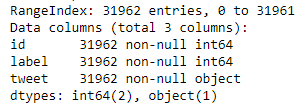 RangeIndex: 31962 entries, 0 to 31961
Data columns (total 3 columns):
id       31962 non-null int64
label    31962 non-null int64
tweet    31962 non-null object
dtypes: int64(2), object(1)